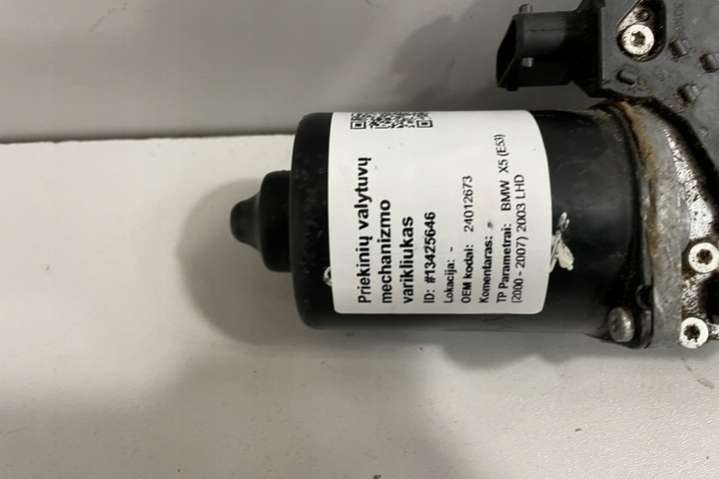 Priekinių valytuvų
mechanizmo
varikliukas
ID: #13425646
Lokacija: -
OEM kodai: 24012673
Komentaras: -
TP Parametrai: BMW X5 (E53)
(2000 - 2007) 2003 LHD